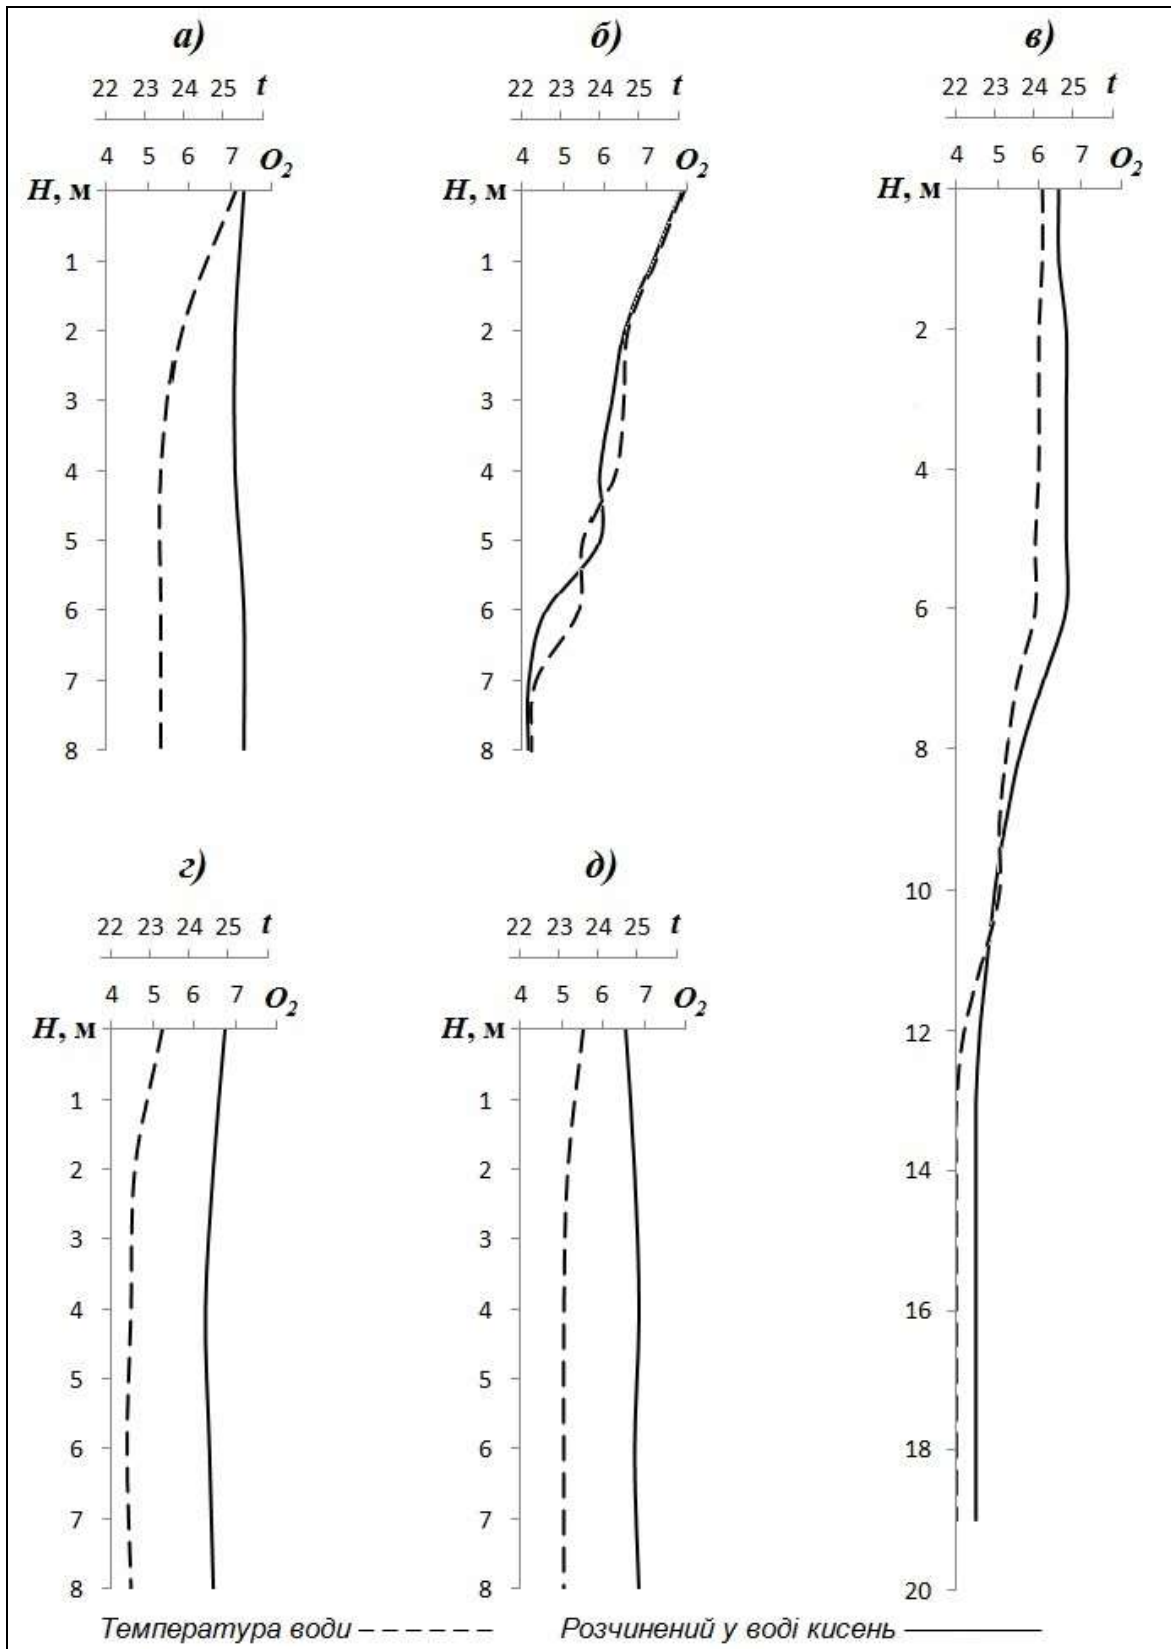 а) б) в)
22 23 24 25 t 22 23 24 25 t 22 23 24 25 t
4 5 6 7 O2 4 5 6 7 O2 4 5 6 7 O2
H, м H, м H, м
1 1
2 2 2
3 3
4 4 4
5 5
6 6 6
7 7
8 8 8
г) д)
10
22 23 24 25 t 22 23 24 25 t
4 5 6 7 O2 4 5 6 7 O2
H, м H, м 12
1 1
2 2 14
3 3
4 4 16
5 5
6 6 18
7 7
8 8 20
Температура води Розчинений у воді кисень